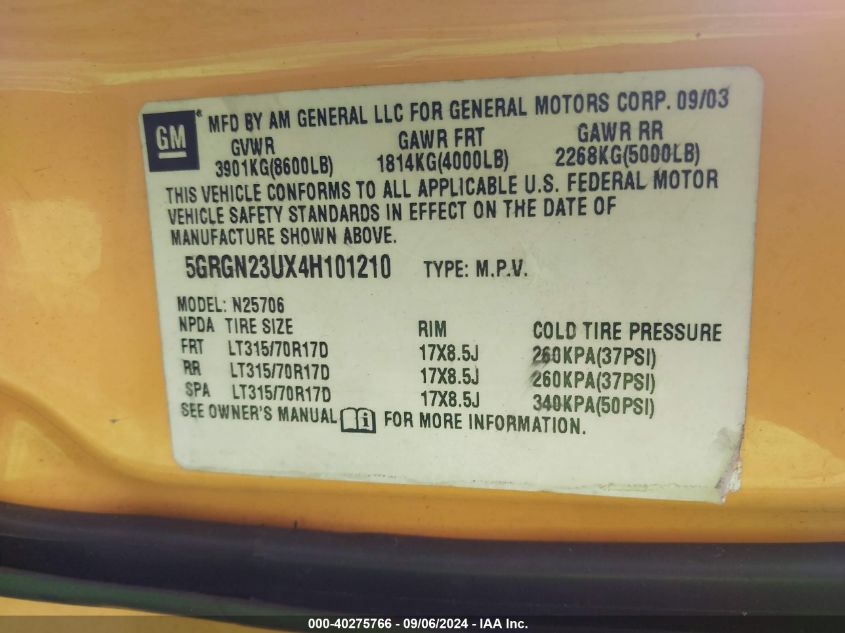 GM® MFD BY AM GENERAL LLC FOR GENERAL MOTORS CORP. 09/03
GVWR GAWR FRT GAWR RR
3901KG(8600LB) 1814KG(4000LB) 2268KG(5000LB)
THIS VEHICLE CONFORMS TO ALL APPLICABLE U.S. FEDERAL MOTOR
VEHICLE SAFETY STANDARDS IN EFFECT ON THE DATE OF
MANUFACTURE SHOWN ABOVE.
5GRGN23UX4H101210 TYPE: M.P.V.
MODEL: N25706
NPDA TIRE SIZE RIM COLD TIRE PRESSURE
FRT LT315/70R17D 17X8.5J 260KPA(37PSI)
RR LT315/70R17D 17X8.5J 260KPA(37PSI)
SPA LT315/70R17D 17X8.5J 340KPA(50PSI)
SEE OWNER'S MANUAL i FOR MORE INFORMATION.
000-40275766 - 09/06/2024 - IAA Inc.